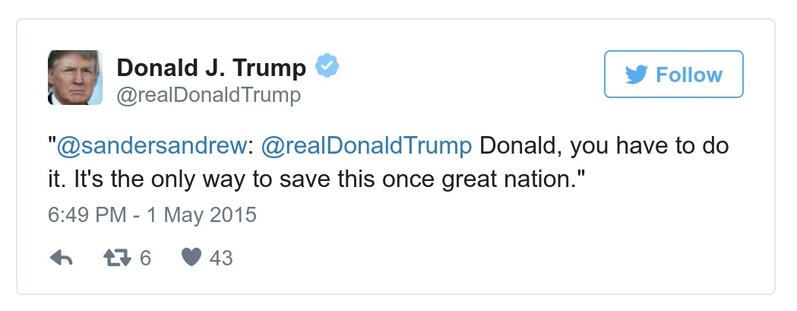 Donald J. Trump
@realDonaldTrump
Follow
"@sandersandrew: @realDonaldTrump Donald, you have to do
it. It's the only way to save this once great nation."
6:49 PM - 1 May 2015
6 43